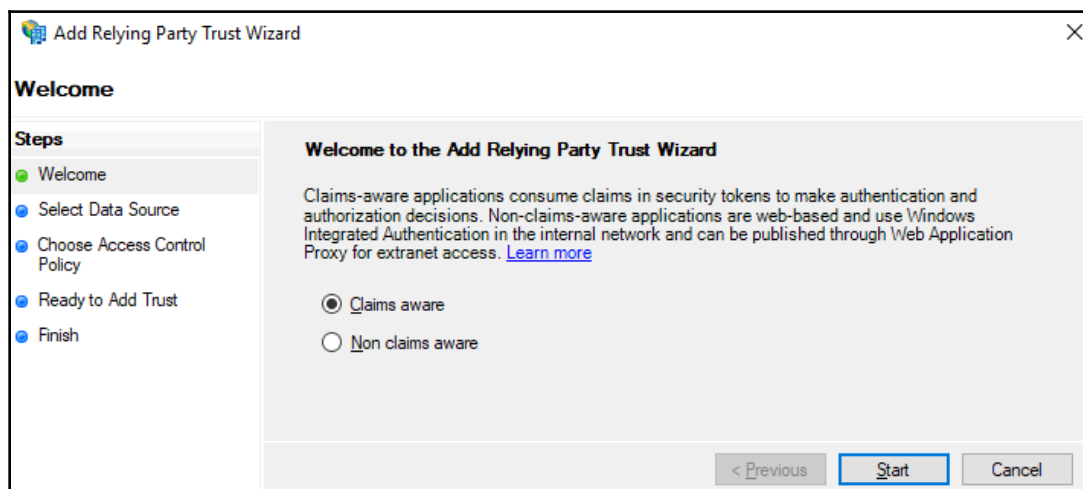 Add Relying Party Trust Wizard
Welcome
Steps
Welcome
Select Data Source
Choose Access Control
Policy
Ready to Add Trust
Finish
Welcome to the Add Relying Party Trust Wizard
Claims-aware applications consume claims in security tokens to make authentication and
authorization decisions. Non-claims-aware applications are web-based and use Windows
Integrated Authentication in the internal network and can be published through Web Application
Proxy for extranet access. Learn more
Claims aware
Non claims aware
< Previous
Start
Cancel